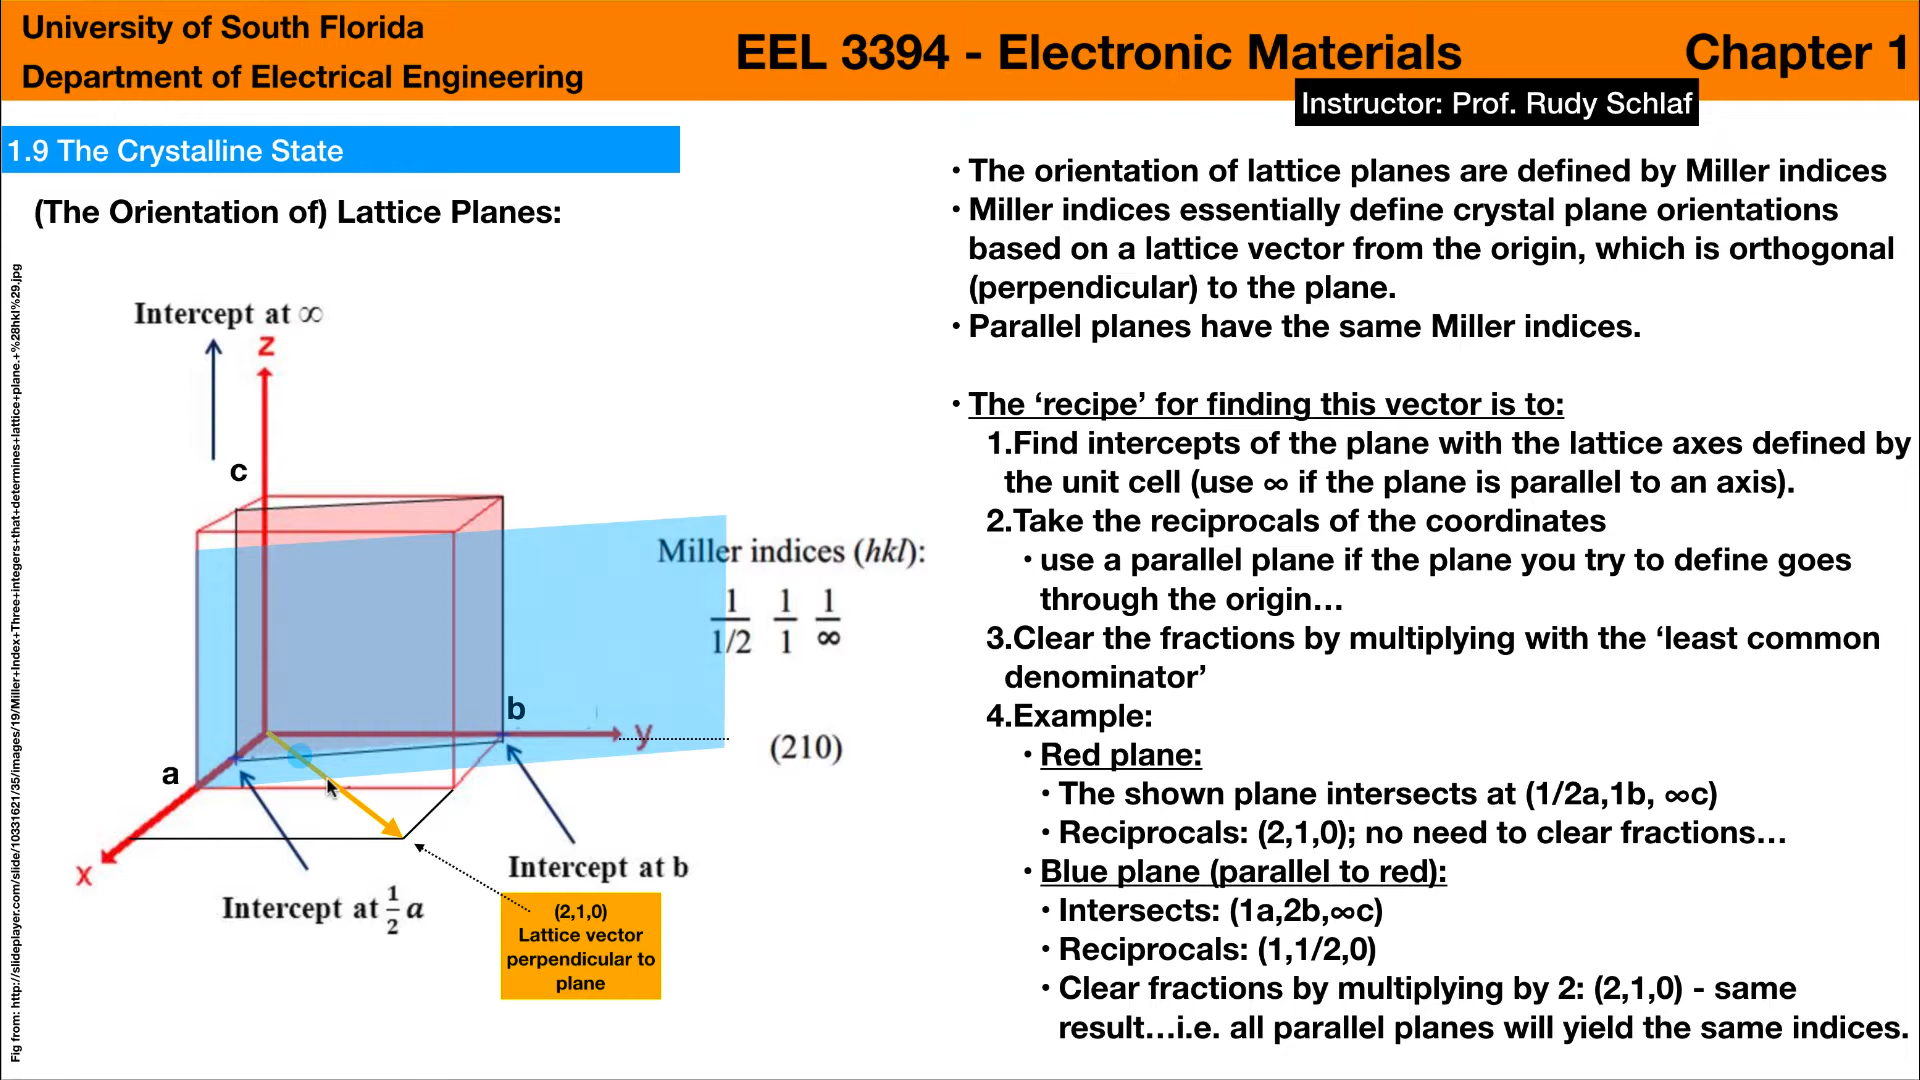 University of South Florida
Department of Electrical Engineering
EEL 3394 - Electronic Materials
Chapter 1
Instructor: Prof. Rudy Schlaf
1.9 The Crystalline State
(The Orientation of) Lattice Planes:
Fig from: http://slideplayer.com/slide/10331621/35/images/19/Miller+Index+Three+integers+that+determines+lattice+plane.+%28hkl%29.jpg
Intercept at ∞
z
c
a
b
y
x
Intercept at b
Intercept at 1/2 a
(2,1,0)
Lattice vector
perpendicular to
plane
Miller indices (hkl):
1 1 1
1/2 1 ∞
(210)
• The orientation of lattice planes are defined by Miller indices
• Miller indices essentially define crystal plane orientations
based on a lattice vector from the origin, which is orthogonal
(perpendicular) to the plane.
• Parallel planes have the same Miller indices.
• The ‘recipe’ for finding this vector is to:
1.Find intercepts of the plane with the lattice axes defined by
the unit cell (use ∞ if the plane is parallel to an axis).
2.Take the reciprocals of the coordinates
• use a parallel plane if the plane you try to define goes
through the origin…
3.Clear the fractions by multiplying with the ‘least common
denominator’
4.Example:
• Red plane:
• The shown plane intersects at (1/2a,1b, ∞c)
• Reciprocals: (2,1,0); no need to clear fractions…
• Blue plane (parallel to red):
• Intersects: (1a,2b,∞c)
• Reciprocals: (1,1/2,0)
• Clear fractions by multiplying by 2: (2,1,0) - same
result…i.e. all parallel planes will yield the same indices.